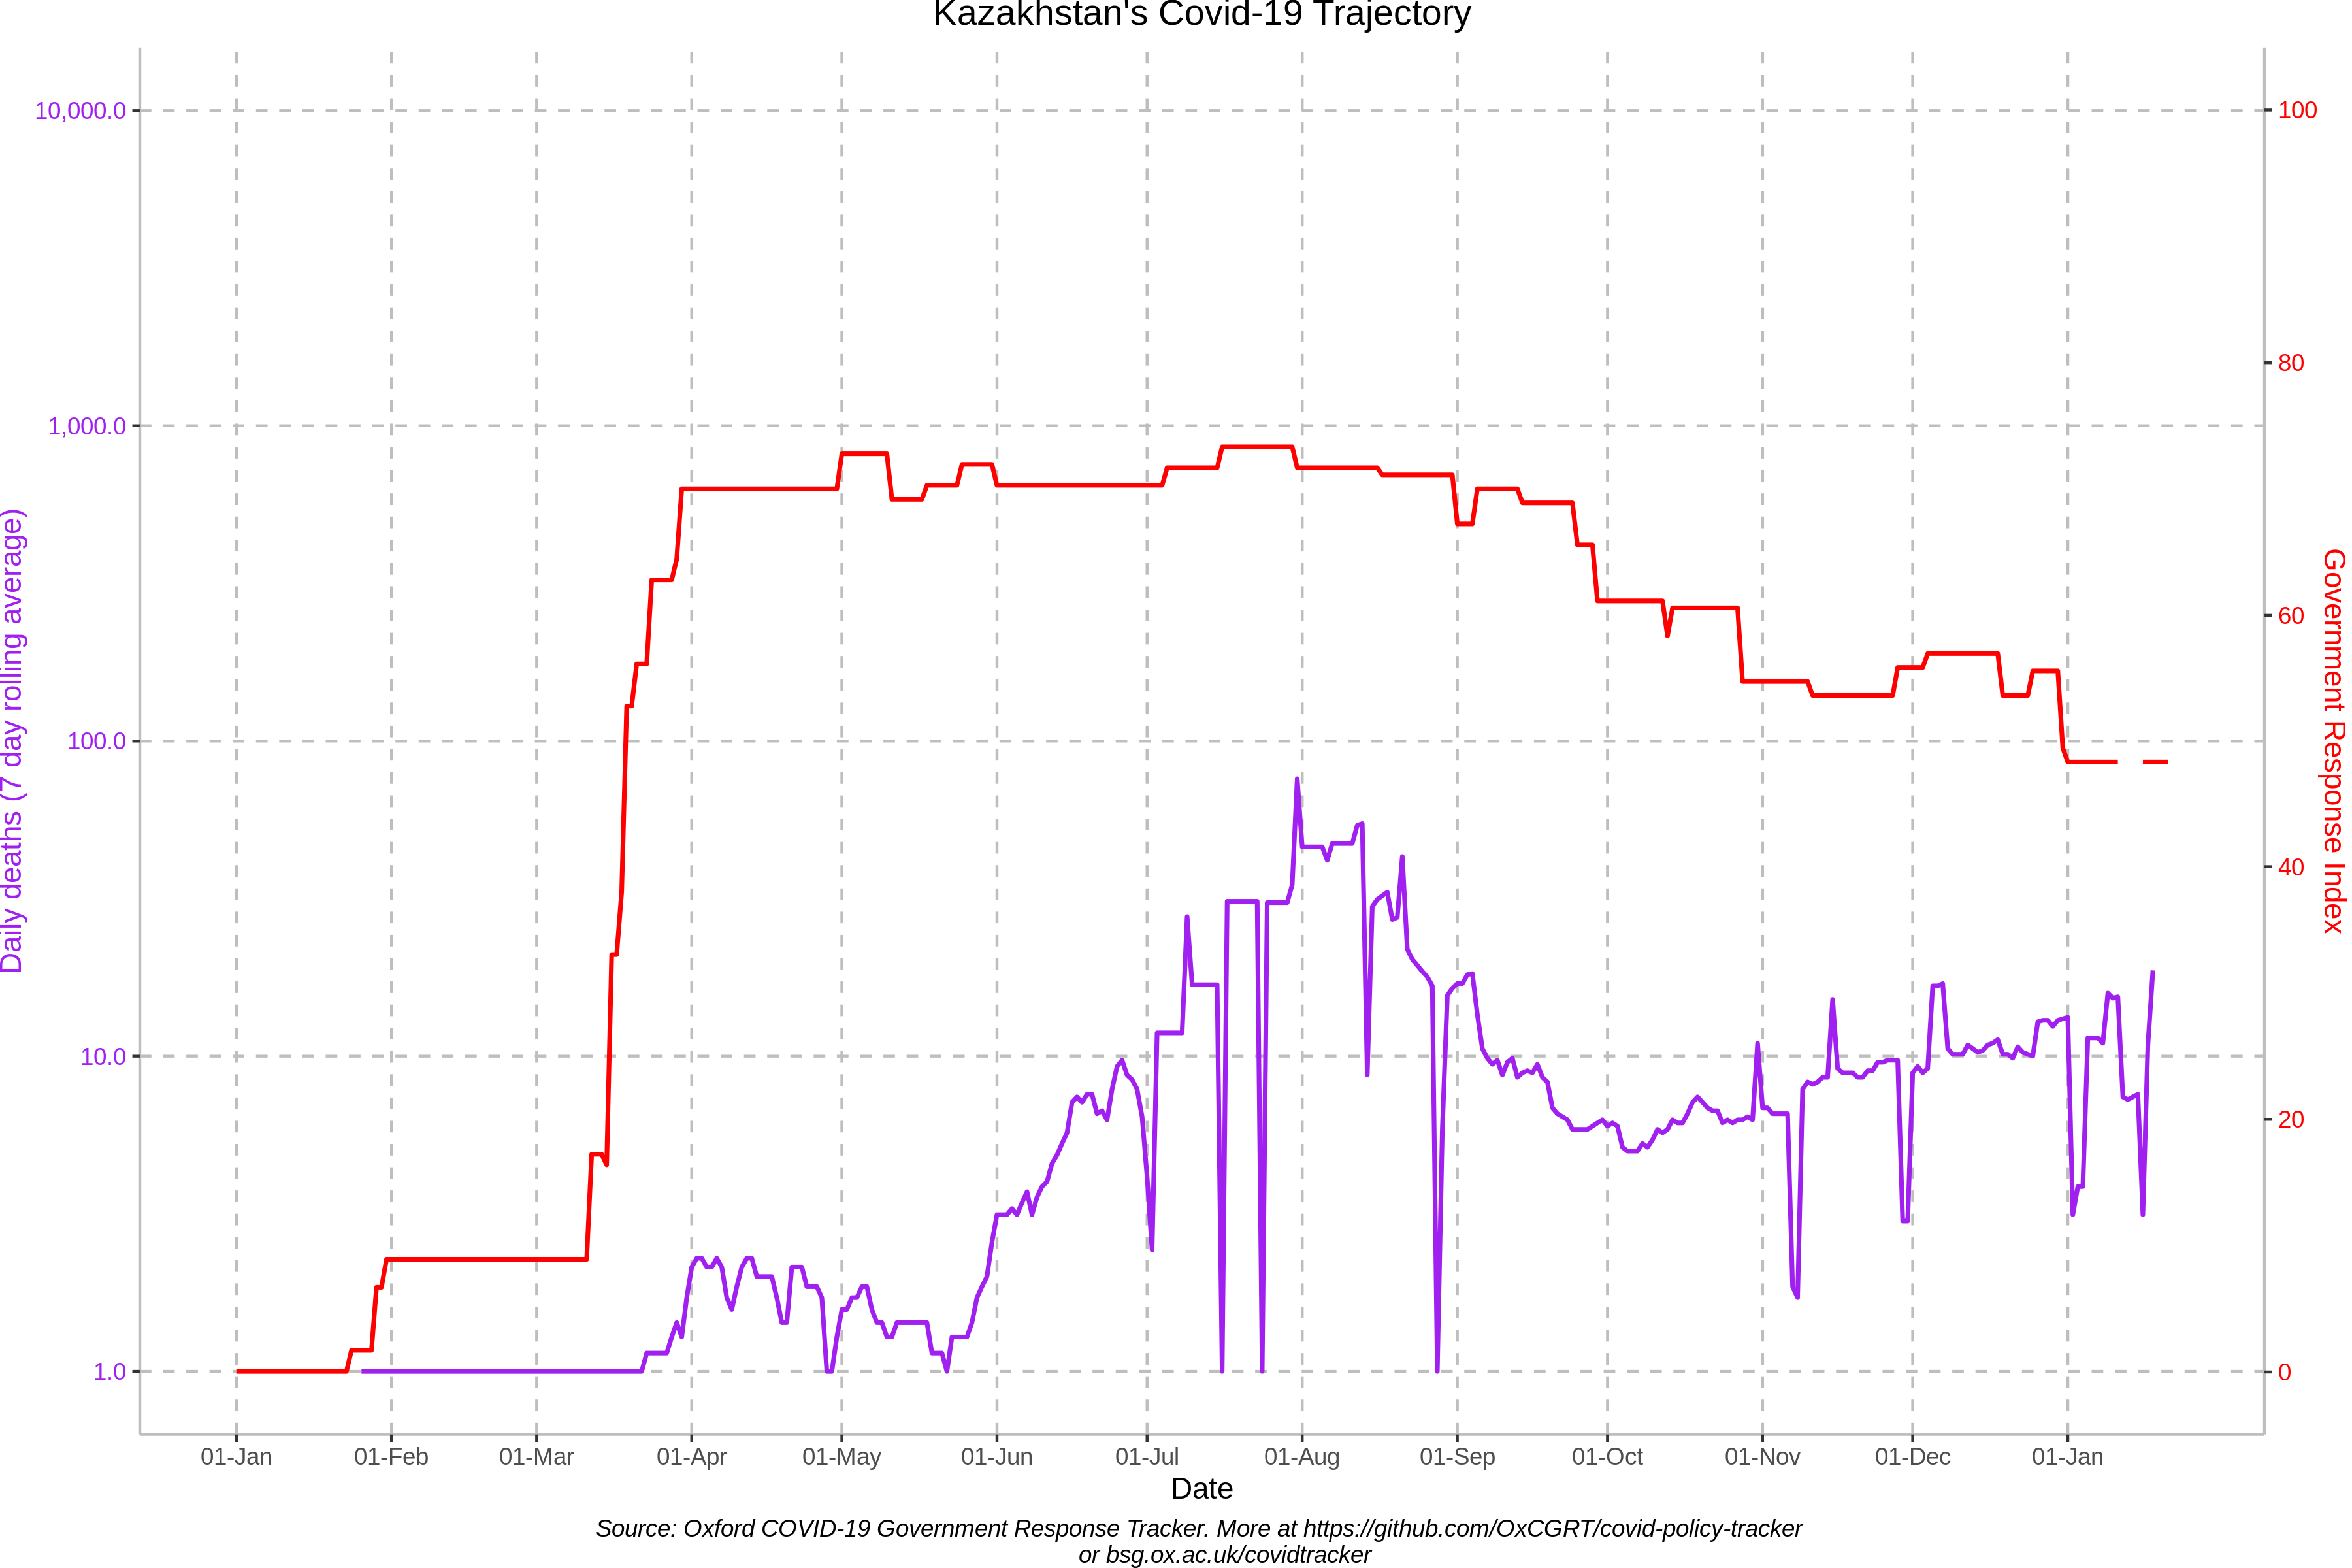 Kazakhstan's Covid-19 Trajectory
10,000.0
1,000.0
100.0
10.0
1.0
Daily deaths (7 day rolling average)
100
80
60
40
20
0
Government Response Index
01-Jan 01-Feb 01-Mar 01-Apr 01-May 01-Jun 01-Jul 01-Aug 01-Sep 01-Oct 01-Nov 01-Dec 01-Jan
Date
Source: Oxford COVID-19 Government Response Tracker. More at https://github.com/OxCGRT/covid-policy-tracker
or bsg.ox.ac.uk/covidtracker